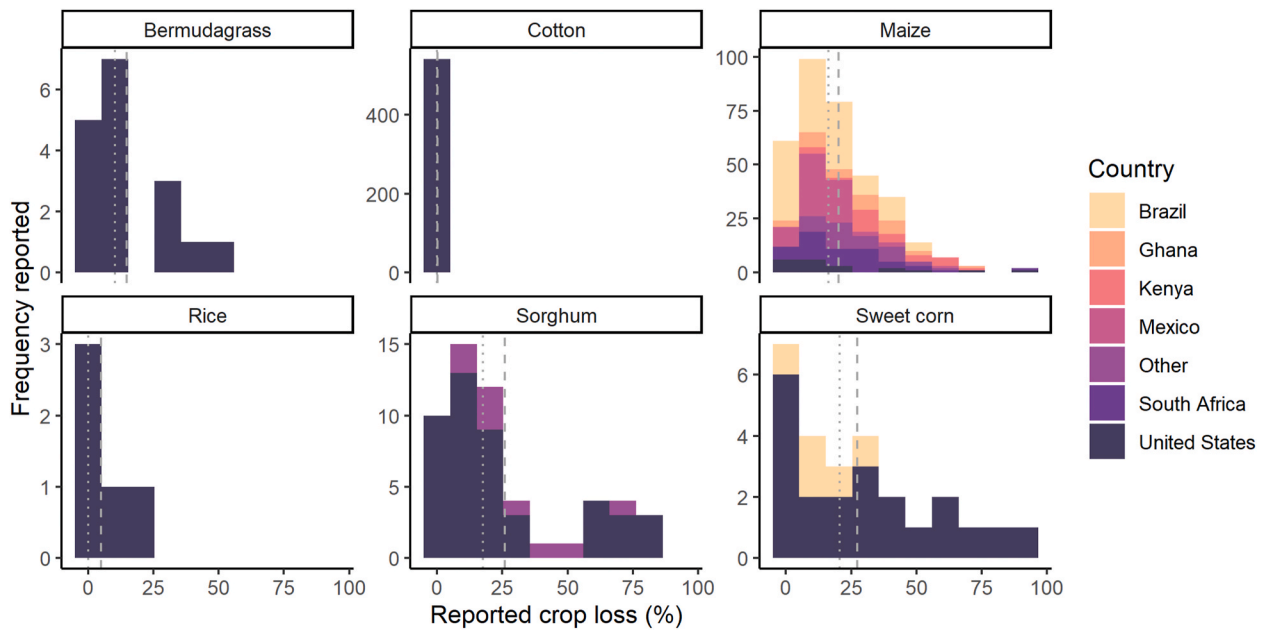 Bermudagrass
Cotton
Maize
6
4
2
0
400
200
0
100
75
50
25
0
Rice
Sorghum
Sweet corn
3
2
1
0
15
10
5
0
6
4
2
0
0 25 50 75 100
0 25 50 75 100
0 25 50 75 100
Frequency reported
Reported crop loss (%)
Country
Brazil
Ghana
Kenya
Mexico
Other
South Africa
United States